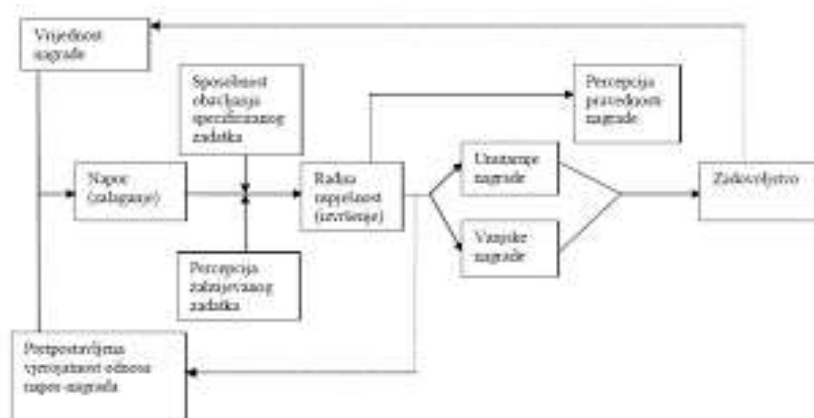 Vrijednost
nagrade
Sposobnost
obavljanja
specificiranog
zadatka
Percepcija
pravednosti
nagrade
Napor
(zalaganje)
Radna
uspješnost
(izvršenje)
Unutarnje
nagrade
Vanjske
nagrade
Zadovoljstvo
Percepcija
zahtjevanog
zadatka
Pretpostavljena
vjerojatnost odnosa
napor-nagrada